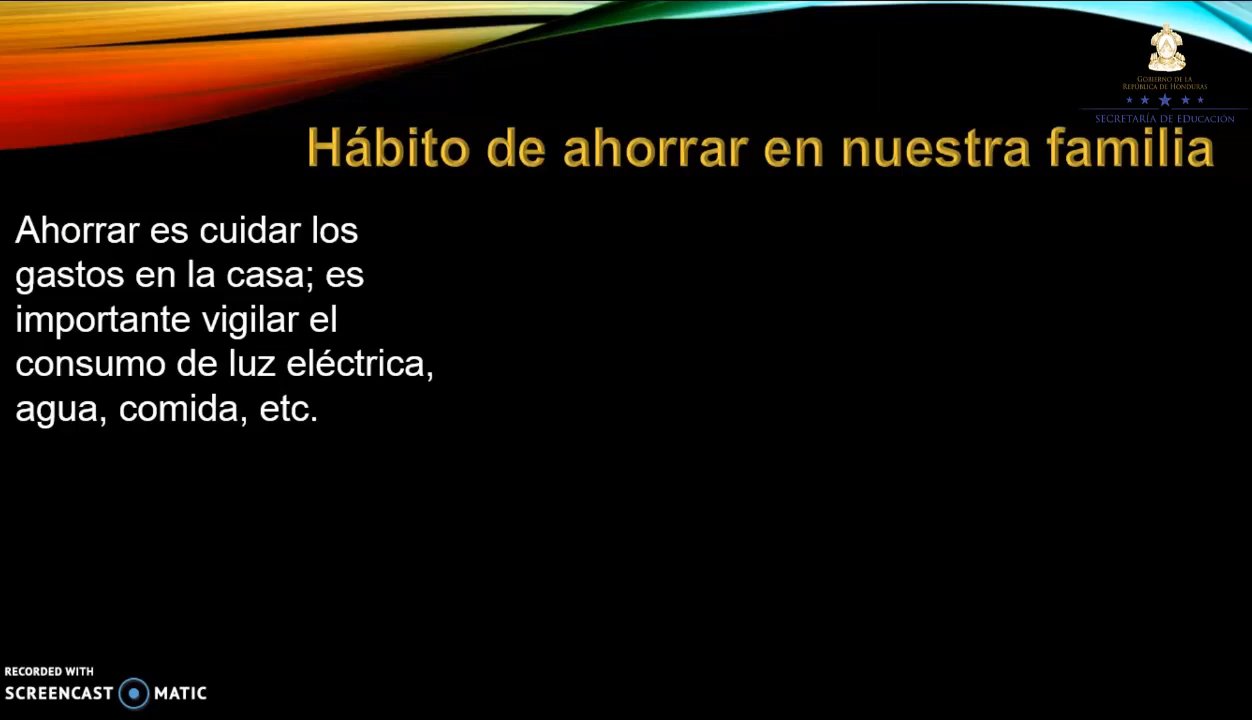 GOBIERNO DE LA
REPÚBLICA DE HONDURAS
SECRETARÍA DE EDUCACIÓN
Hábito de ahorrar en nuestra familia
Ahorrar es cuidar los
gastos en la casa; es
importante vigilar el
consumo de luz eléctrica,
agua, comida, etc.
RECORDED WITH
SCREENCAST MATIC